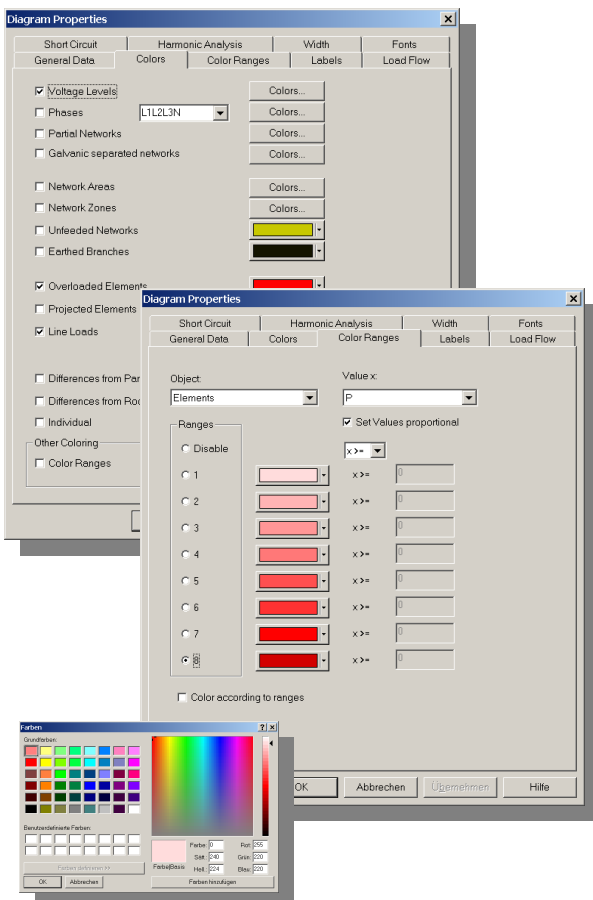 Diagram Properties
Short Circuit Harmonic Analysis Width Fonts
General Data Colors Color Ranges Labels Load Flow
Voltage Levels Colors...
Phases L1L2L3N Colors...
Partial Networks Colors...
Galvanic separated networks Colors...
Network Areas Colors...
Network Zones Colors...
Unfeeded Networks
Earthed Branches
Overloaded Elements
Projected Elements
Line Loads
Differences from Par
Differences from Roo
Individual
Other Coloring
Color Ranges
Diagram Properties
Short Circuit Harmonic Analysis Width Fonts
General Data Colors Color Ranges Labels Load Flow
Object: Value x:
Elements P
Ranges Set Values proportional
Disable x >=
1 x >= 0
2 x >= 0
3 x >= 0
4 x >= 0
5 x >= 0
6 x >= 0
7 x >= 0
8 x >= 0
Color according to ranges
OK Abbrechen Übernehmen Hilfe
Farben
Grundfarben:
Benutzerdefinierte Farben:
Farben definieren >>
OK Abbrechen
Farbe|Basis
Farbe: 0 Rot: 255
Sätt.: 240 Grün: 220
Hell.: 224 Blau: 220
Farben hinzufügen